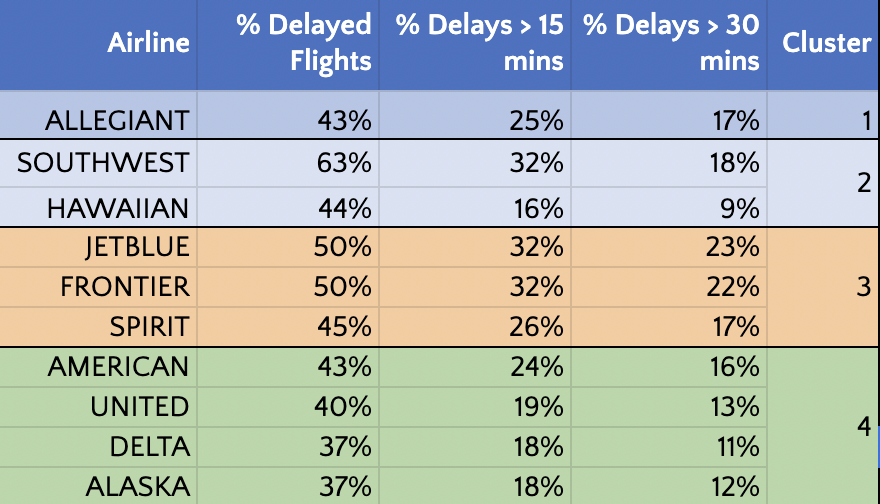 Airline % Delayed Flights % Delays > 15 mins % Delays > 30 mins Cluster
ALLEGIANT 43% 25% 17% 1
SOUTHWEST 63% 32% 18% 2
HAWAIIAN 44% 16% 9%
JETBLUE 50% 32% 23%
FRONTIER 50% 32% 22% 3
SPIRIT 45% 26% 17%
AMERICAN 43% 24% 16%
UNITED 40% 19% 13% 4
DELTA 37% 18% 11%
ALASKA 37% 18% 12%